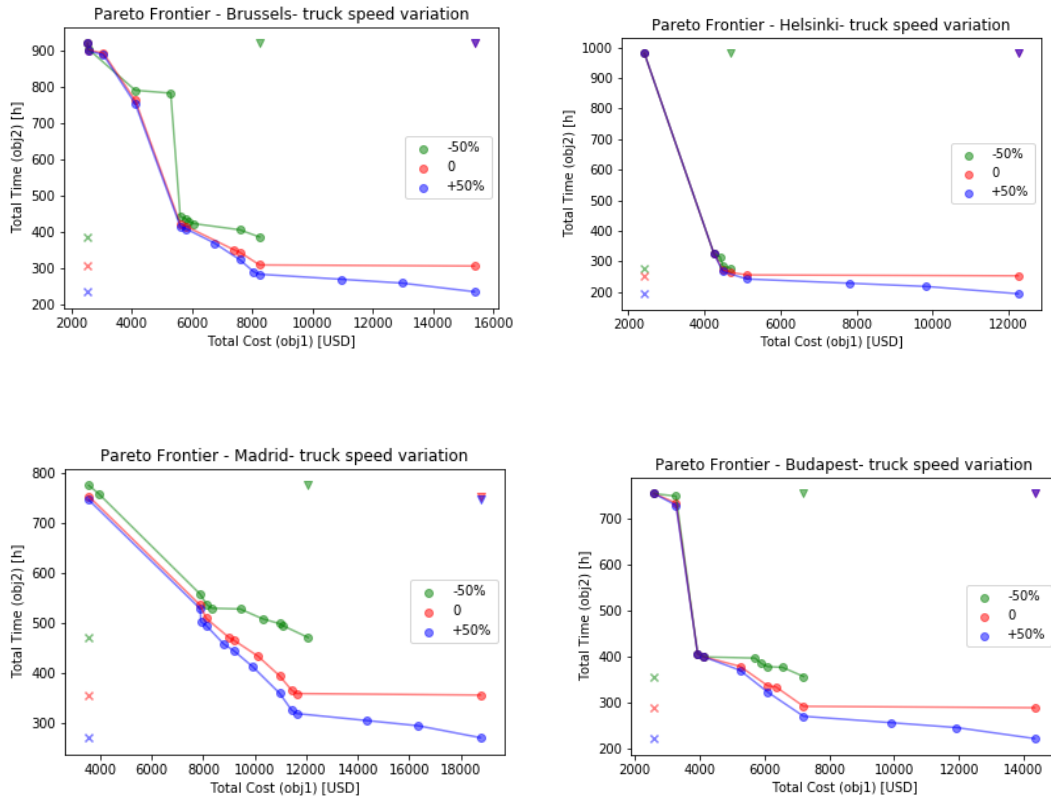 Pareto Frontier - Brussels- truck speed variation
Total Time (obj2) [h]
900
800
700
600
500
400
300
200
-50%
0
+50%
2000 4000 6000 8000 10000 12000 14000 16000
Total Cost (obj1) [USD]
Pareto Frontier - Helsinki- truck speed variation
Total Time (obj2) [h]
1000
900
800
700
600
500
400
300
200
-50%
0
+50%
2000 4000 6000 8000 10000 12000
Total Cost (obj1) [USD]
Pareto Frontier - Madrid- truck speed variation
Total Time (obj2) [h]
800
700
600
500
400
300
-50%
0
+50%
4000 6000 8000 10000 12000 14000 16000 18000
Total Cost (obj1) [USD]
Pareto Frontier - Budapest- truck speed variation
Total Time (obj2) [h]
700
600
500
400
300
200
-50%
0
+50%
2000 4000 6000 8000 10000 12000 14000
Total Cost (obj1) [USD]